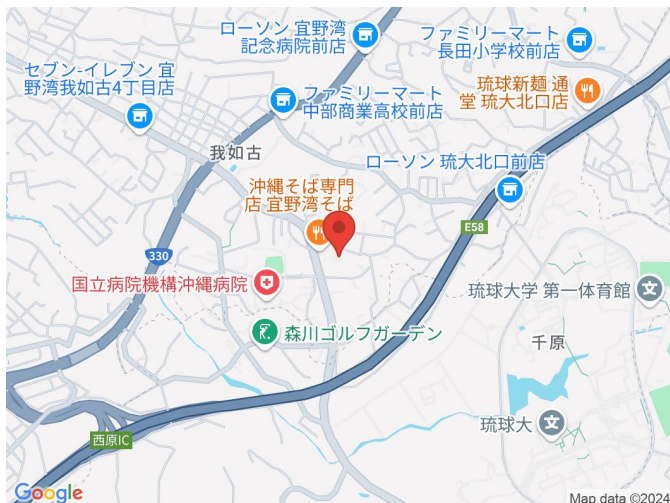 ローソン 宜野湾
記念病院前店
ファミリーマート
長田小学校前店
セブン-イレブン 宜
野湾我如古4丁目店
琉球新麺 通
堂 琉大北口店
ファミリーマート
中部商業高校前店
我如古
ローソン 琉大北口前店
沖縄そば専門
店 宜野湾そば
E58
330
国立病院機構沖縄病院
琉球大学 第一体育館
森川ゴルフガーデン
千原
琉球大
西原IC
Google
Map data ©2024